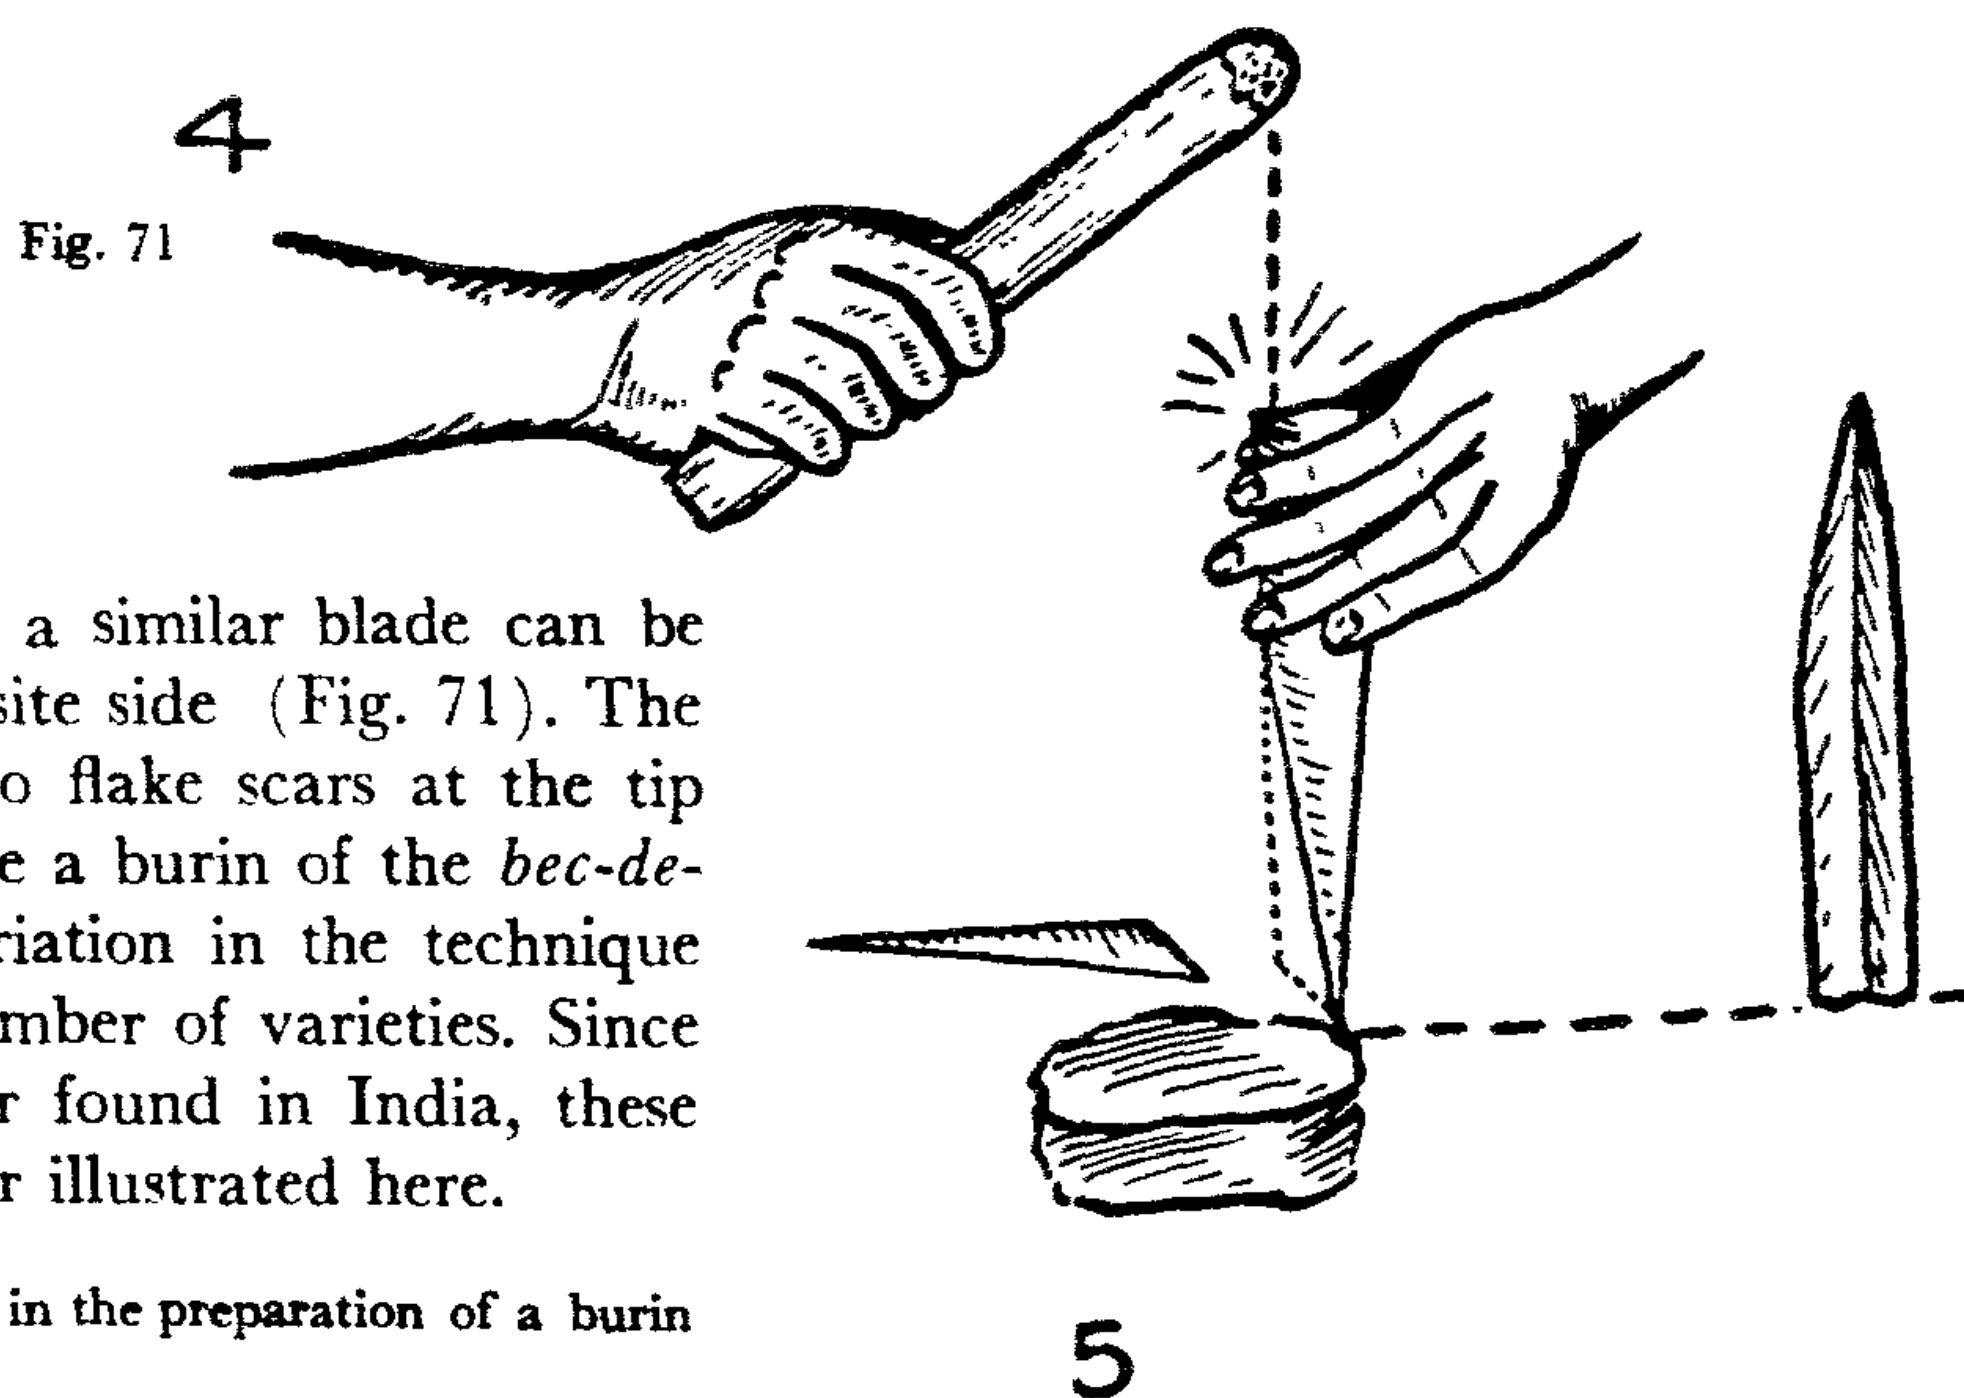 4
Fig. 71
a similar blade can be
site side (Fig. 71). The
o flake scars at the tip
e a burin of the bec-de-
riation in the technique
mber of varieties. Since
r found in India, these
r illustrated here.
in the preparation of a burin
5